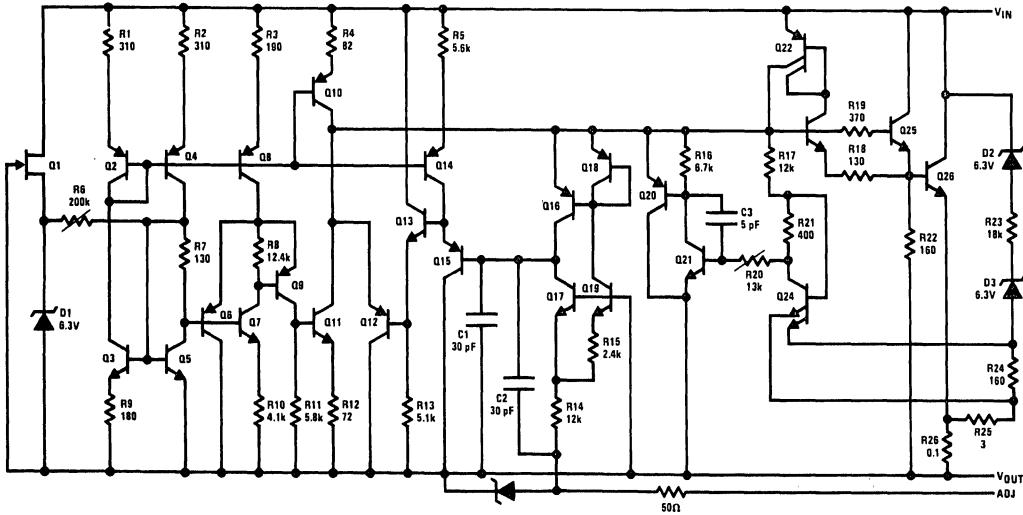 V_IN
R1
310
R2
310
R3
190
R4
82
R5
5.6k
Q22
Q10
R19
370
Q25
Q1
Q2
Q4
Q8
Q14
Q18
R16
6.7k
R17
12k
R18
130
Q26
D2
6.3V
R6
200k
Q13
Q16
Q20
C3
5 pF
R21
400
R23
18k
R7
130
R8
12.4k
Q9
Q15
Q21
R20
13k
R22
160
D1
6.3V
Q6
Q7
Q11
Q12
C1
30 pF
Q17
Q19
Q24
D3
6.3V
Q3
Q5
R15
2.4k
R24
160
R9
180
R10
4.1k
R11
5.8k
R12
72
R13
5.1k
C2
30 pF
R14
12k
R26
0.1
R25
3
V_OUT
ADJ
50Ω